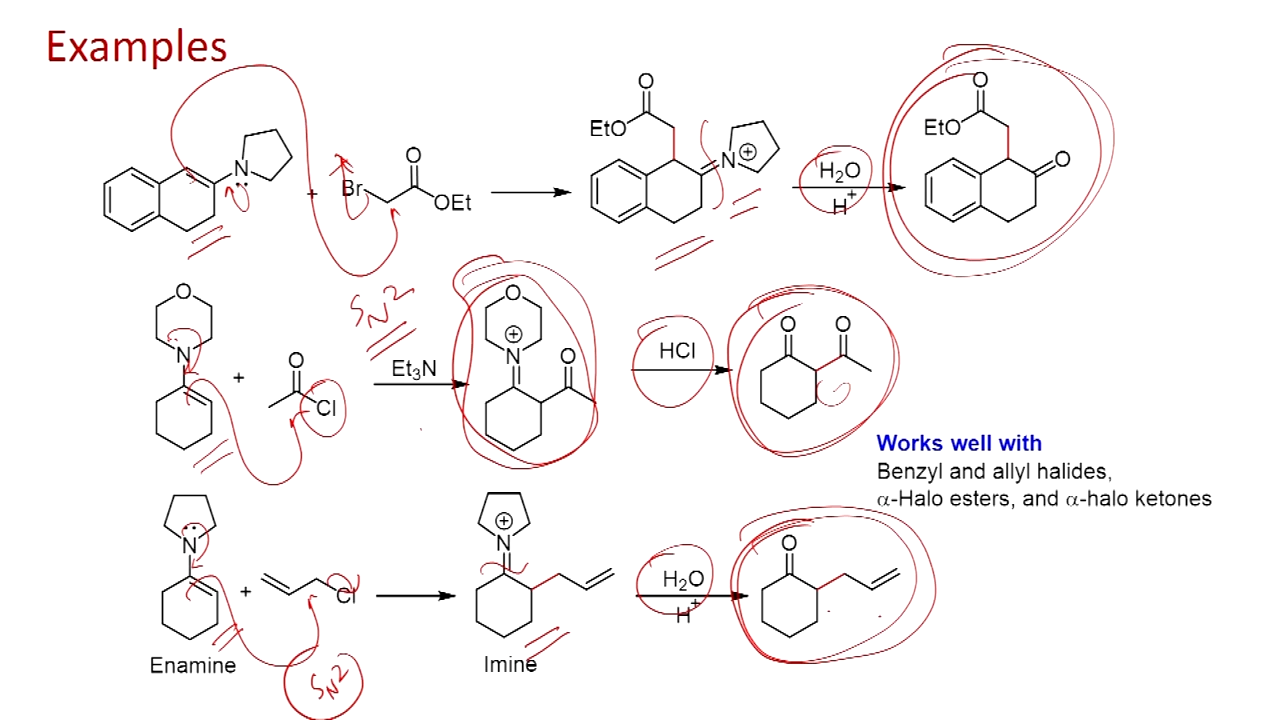 Examples
O
EtO
N
⊕
O
EtO
O
N
..
+
Br
O
OEt
H₂O
H⁺
SN2
O
N
+
O
Cl
Et₃N
O
⊕
N
O
HCl
O
O
Works well with
Benzyl and allyl halides,
α-Halo esters, and α-halo ketones
N
..
+
Cl
⊕
N
H₂O
H⁺
O
Enamine
SN2
Imine